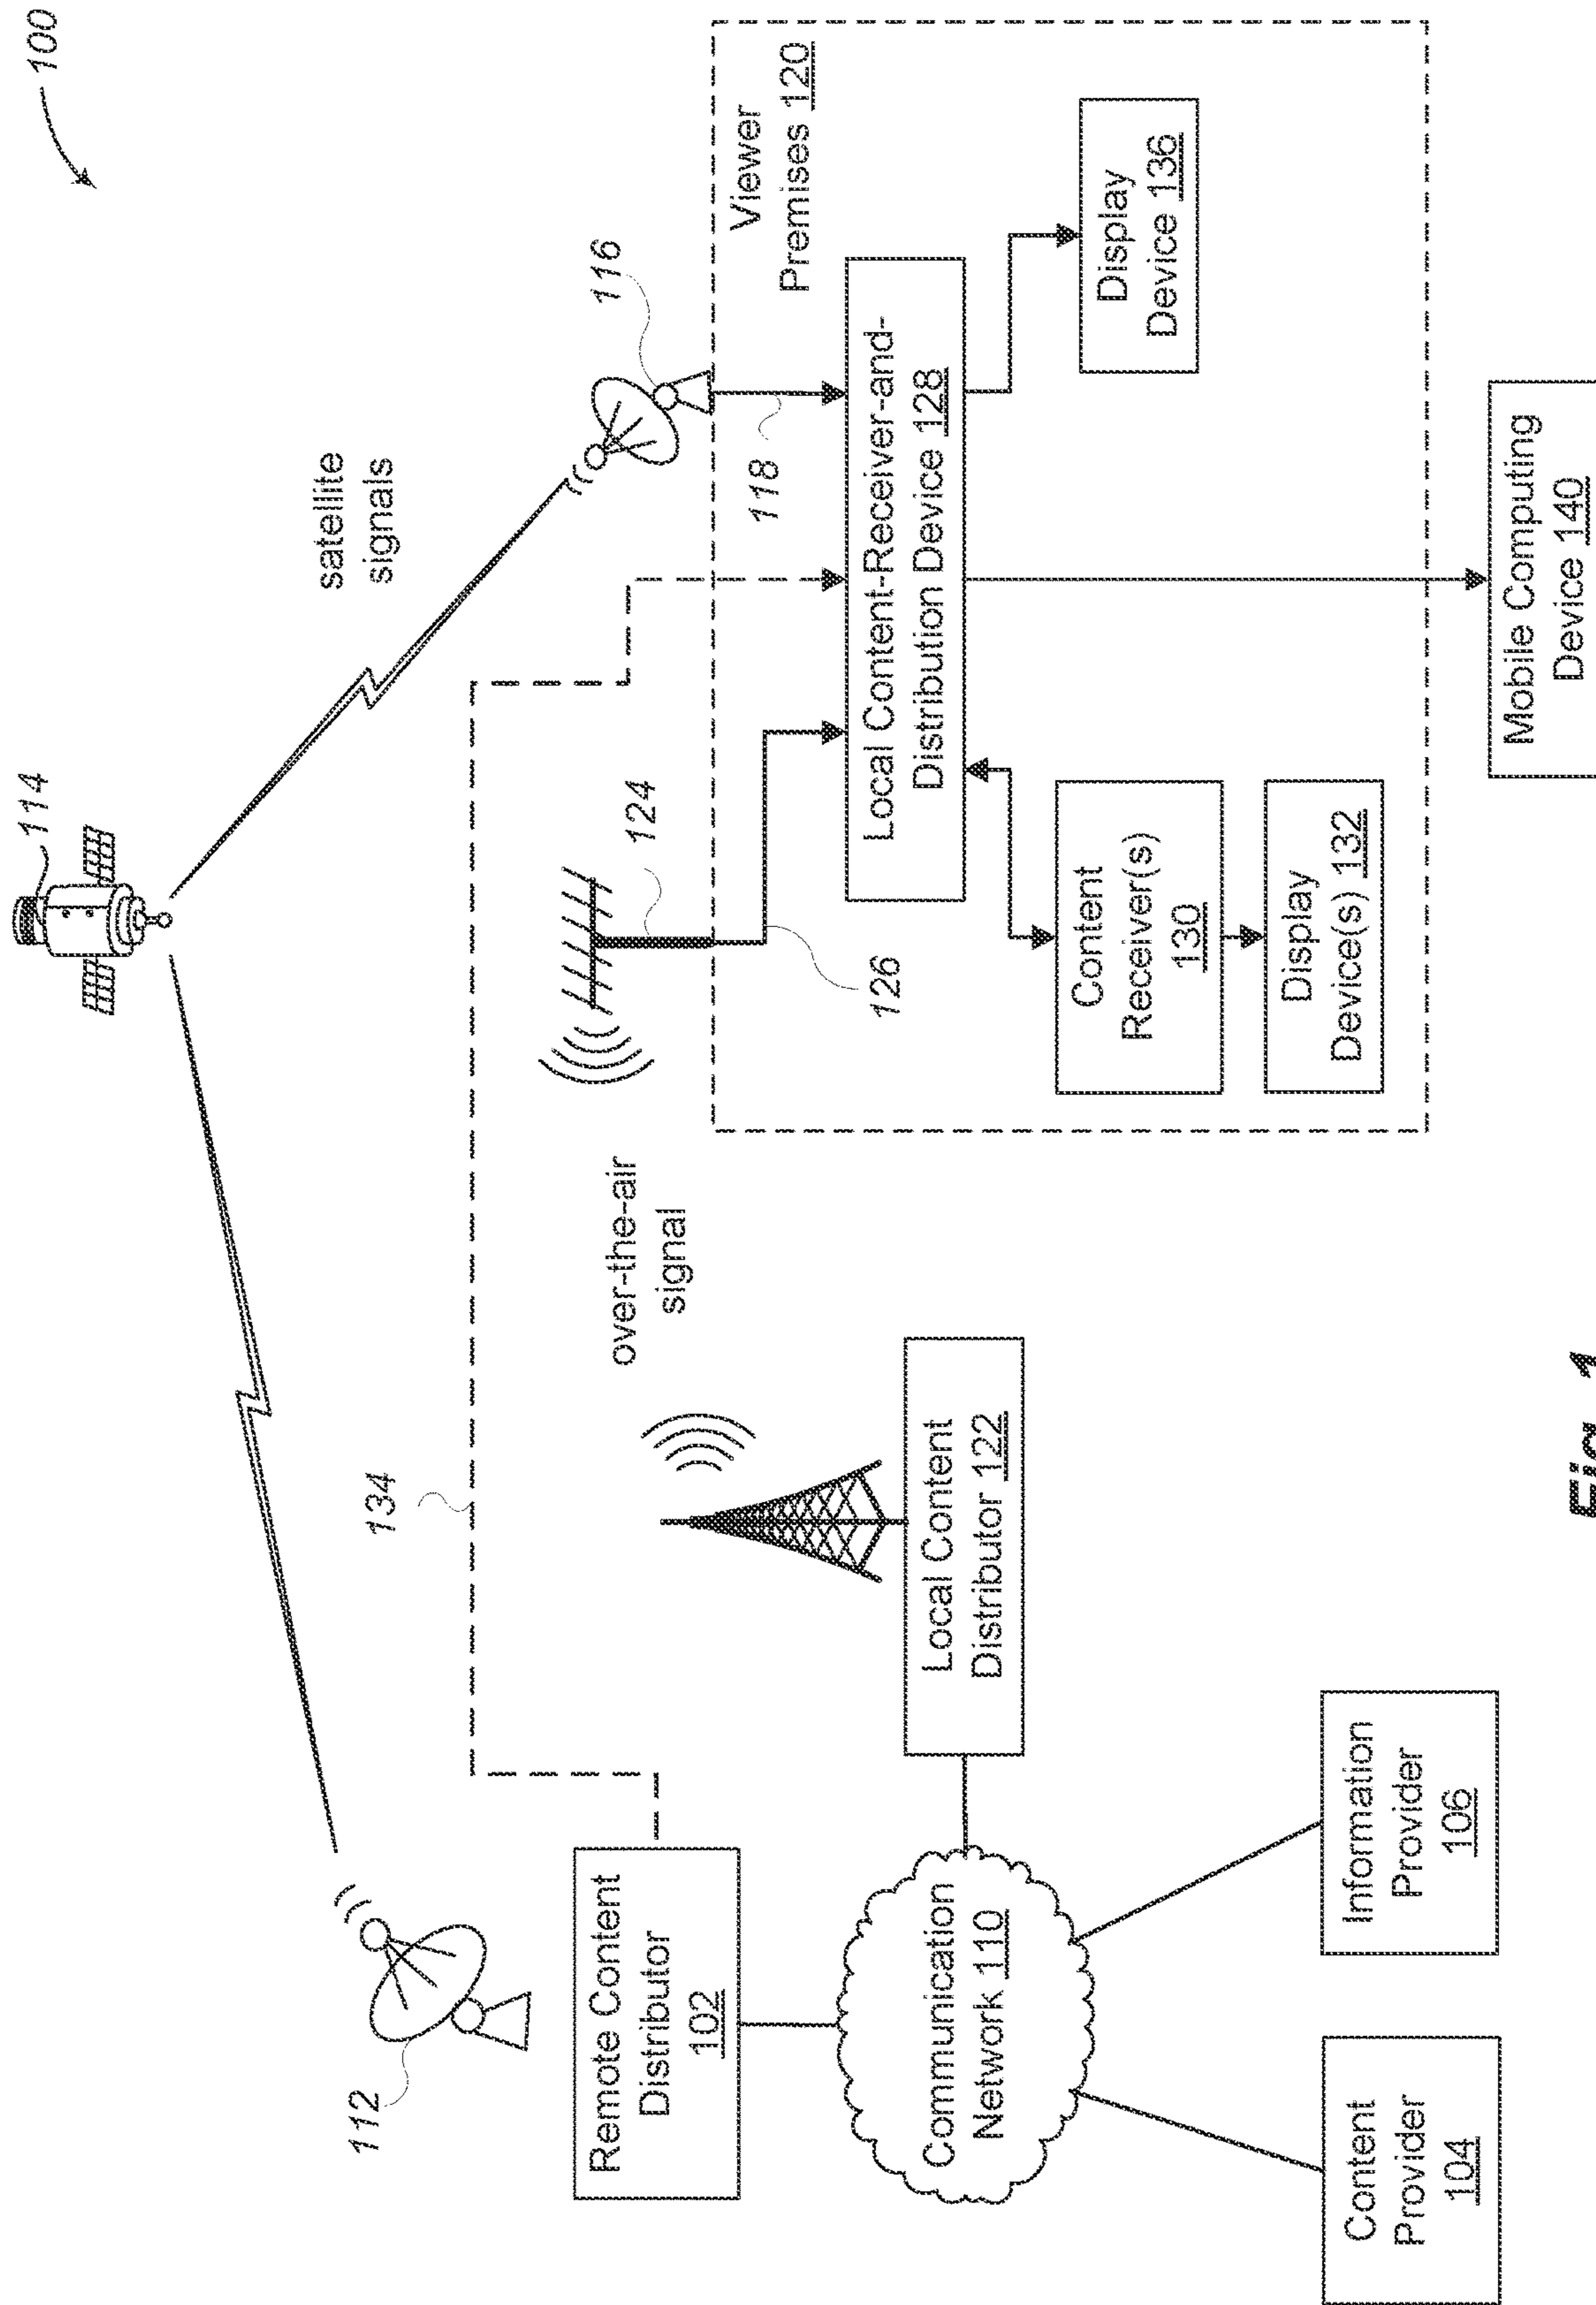 100
114
satellite
signals
116
112
134
Remote Content
Distributor
102
over-the-air
signal
124
118
126
Viewer
Premises 120
Local Content-Receiver-and-
Distribution Device 128
Communication
Network 110
Local Content
Distributor 122
Content
Receiver(s)
130
Display
Device 136
Display
Device(s) 132
Content
Provider
104
Information
Provider
106
Mobile Computing
Device 140
Fig. 1